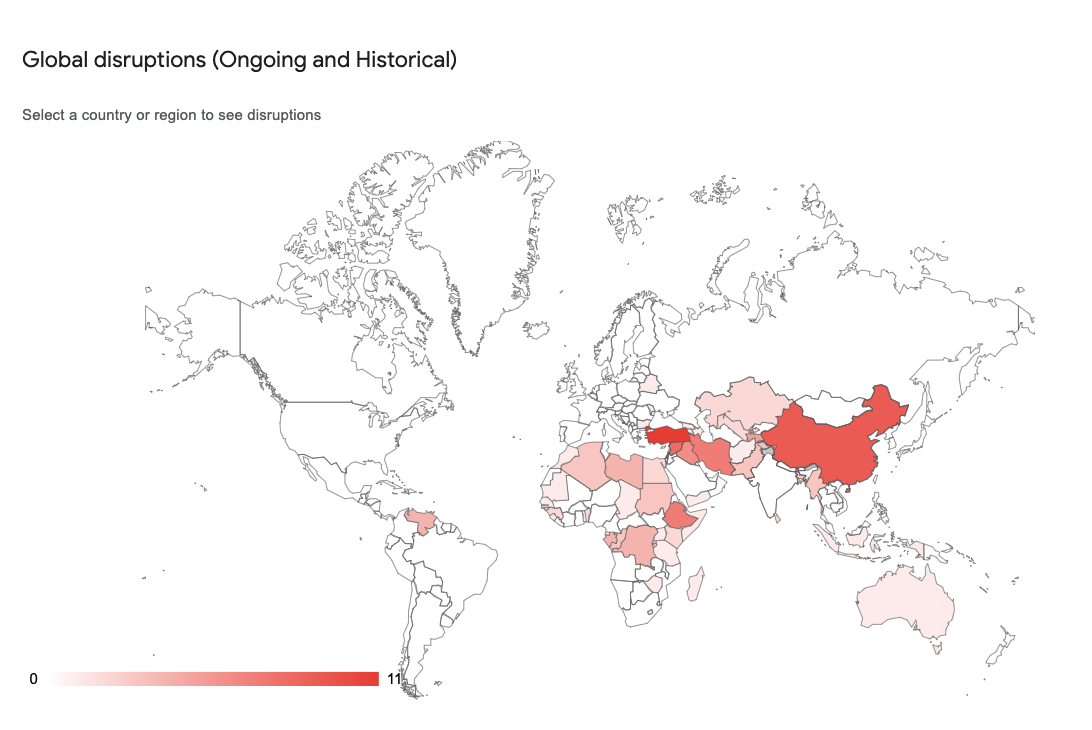 Global disruptions (Ongoing and Historical)
Select a country or region to see disruptions
0
11